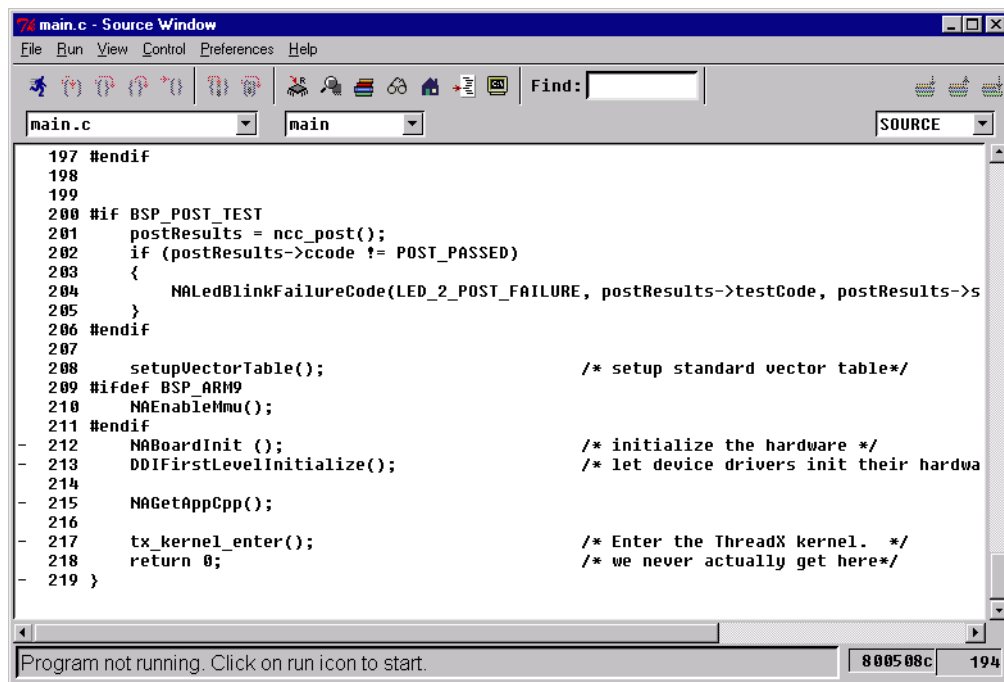 main.c - Source Window
File Run View Control Preferences Help
Find:
main.c main SOURCE
197 #endif
198
199
200 #if BSP_POST_TEST
201 postResults = ncc_post();
202 if (postResults->ccode != POST_PASSED)
203 {
204 NALedBlinkFailureCode(LED_2_POST_FAILURE, postResults->testCode, postResults->s
205 }
206 #endif
207
208 setupVectorTable(); /* setup standard vector table*/
209 #ifdef BSP_ARM9
210 NAEnableMmu();
211 #endif
- 212 NABoardInit (); /* initialize the hardware */
- 213 DDIFirstLevelInitialize(); /* let device drivers init their hardwa
214
- 215 NAGetAppCpp();
216
- 217 tx_kernel_enter(); /* Enter the ThreadX kernel. */
218 return 0; /* we never actually get here*/
- 219 }
Program not running. Click on run icon to start. 800508c 194